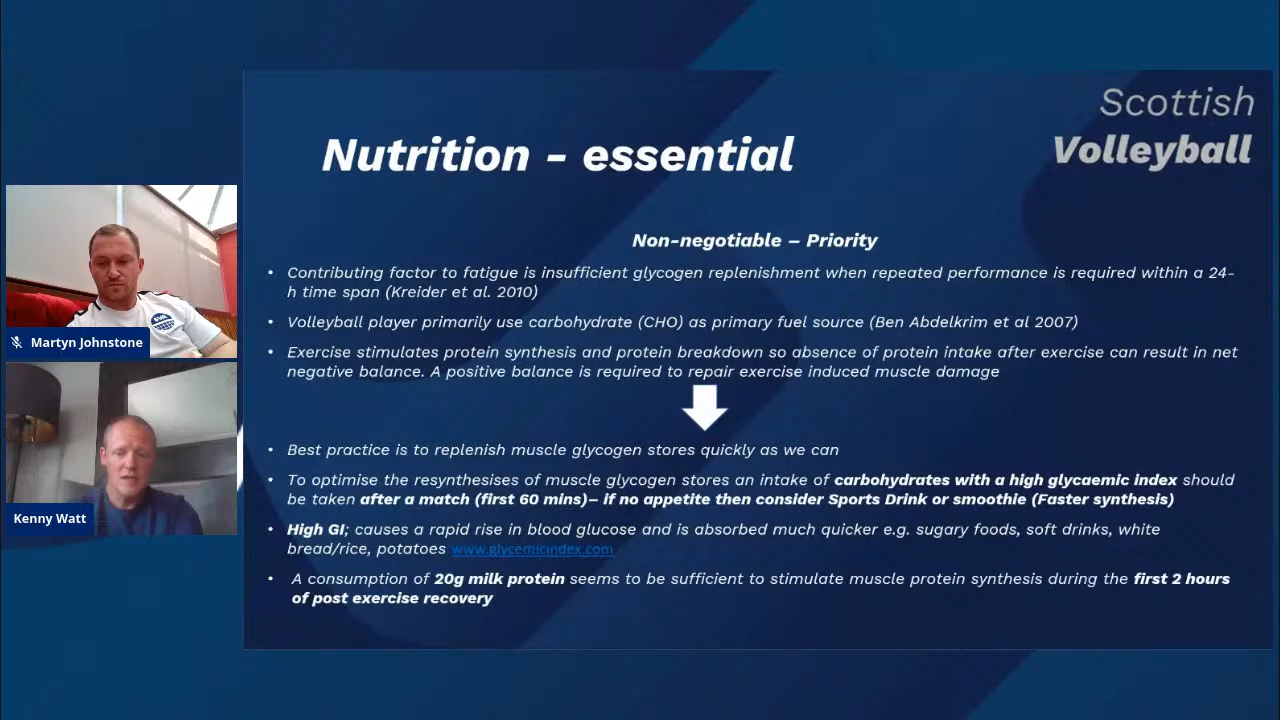 Scottish
Volleyball
Nutrition - essential
Non-negotiable – Priority
• Contributing factor to fatigue is insufficient glycogen replenishment when repeated performance is required within a 24-
h time span (Kreider et al. 2010)
• Volleyball player primarily use carbohydrate (CHO) as primary fuel source (Ben Abdelkrim et al 2007)
• Exercise stimulates protein synthesis and protein breakdown so absence of protein intake after exercise can result in net
negative balance. A positive balance is required to repair exercise induced muscle damage
• Best practice is to replenish muscle glycogen stores quickly as we can
• To optimise the resynthesises of muscle glycogen stores an intake of carbohydrates with a high glycaemic index should
be taken after a match (first 60 mins)– if no appetite then consider Sports Drink or smoothie (Faster synthesis)
• High GI; causes a rapid rise in blood glucose and is absorbed much quicker e.g. sugary foods, soft drinks, white
bread/rice, potatoes www.glycemicindex.com
• A consumption of 20g milk protein seems to be sufficient to stimulate muscle protein synthesis during the first 2 hours
of post exercise recovery
Martyn Johnstone
Kenny Watt